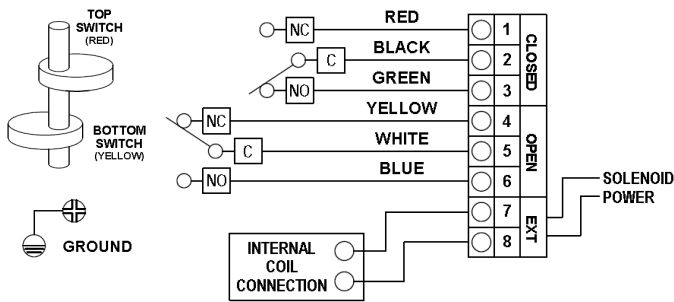 TOP
SWITCH
(RED)
BOTTOM
SWITCH
(YELLOW)
GROUND
NC RED 1
C BLACK 2
NO GREEN 3
CLOSED
NC YELLOW 4
C WHITE 5
NO BLUE 6
OPEN
7
8
EXT
SOLENOID
POWER
INTERNAL
COIL
CONNECTION